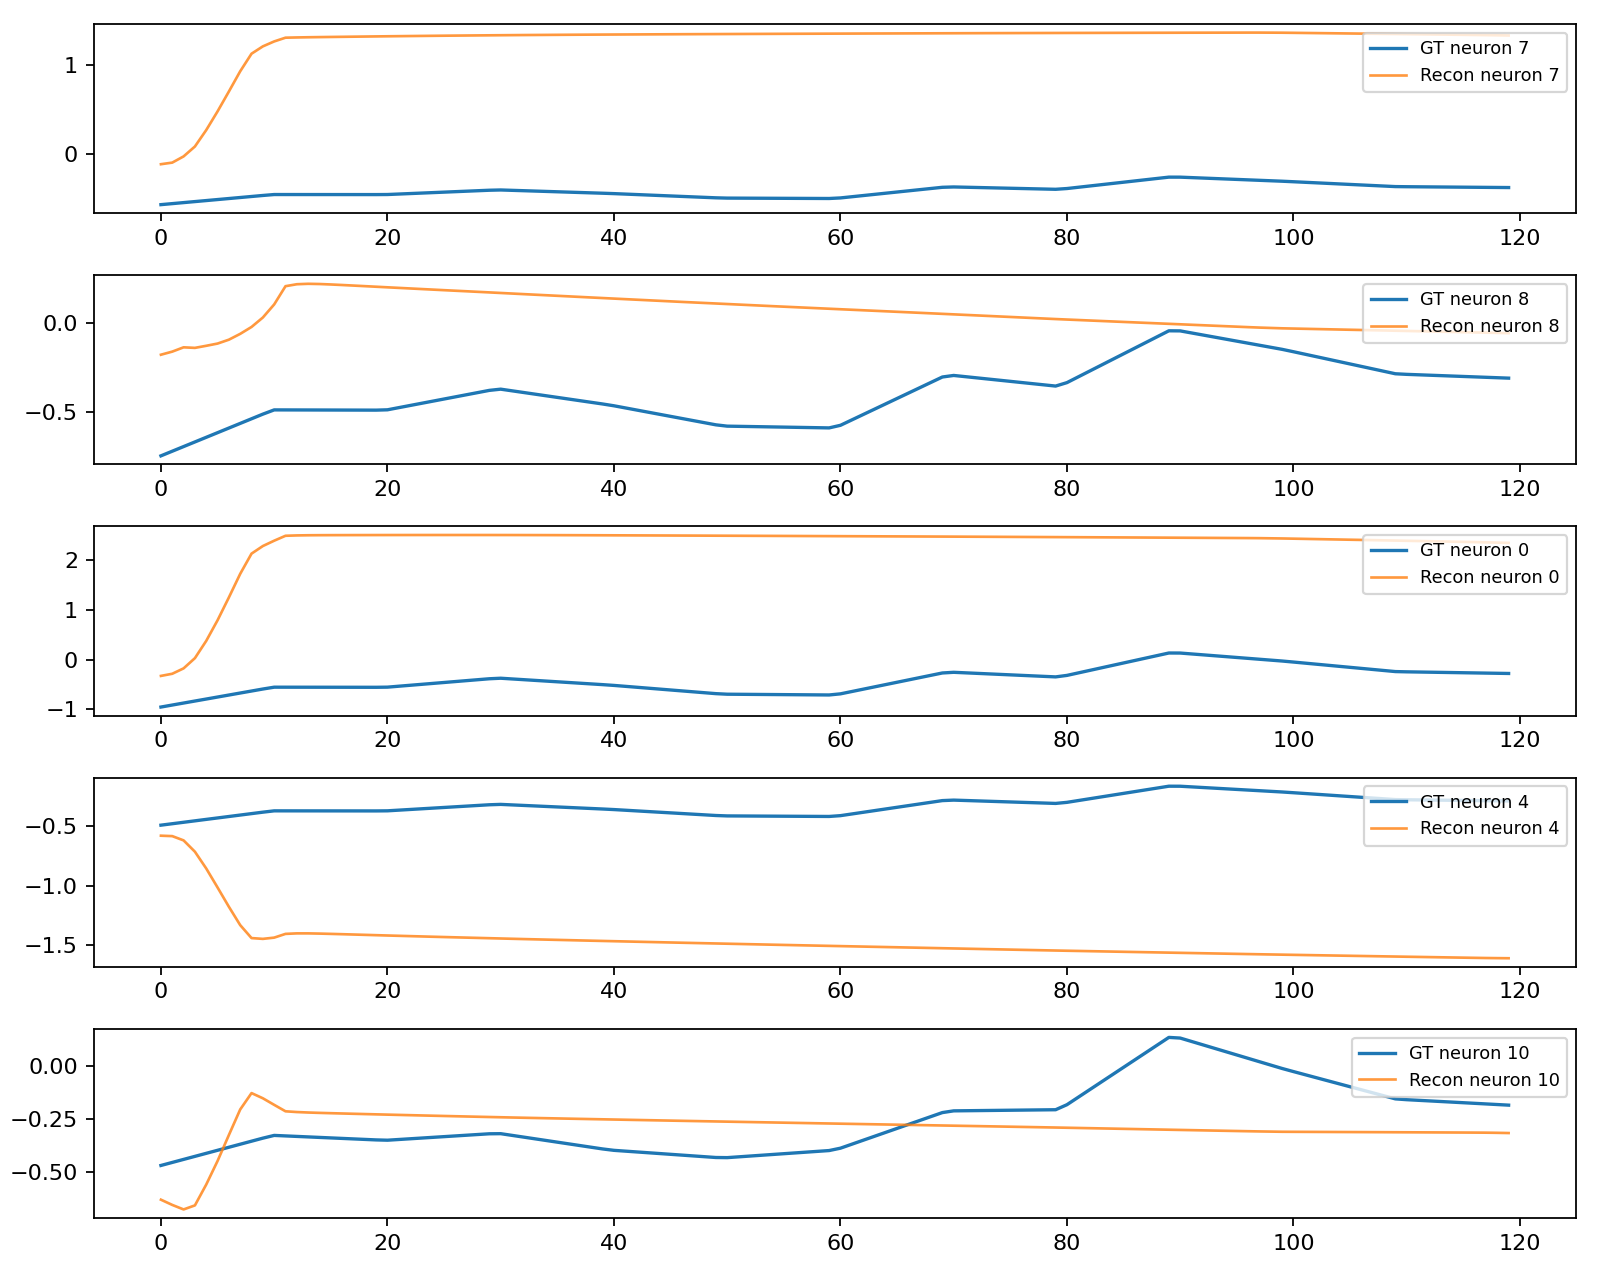 1
0
GT neuron 7
Recon neuron 7
0 20 40 60 80 100 120
0.0
−0.5
GT neuron 8
Recon neuron 8
0 20 40 60 80 100 120
2
1
0
−1
GT neuron 0
Recon neuron 0
0 20 40 60 80 100 120
−0.5
−1.0
−1.5
GT neuron 4
Recon neuron 4
0 20 40 60 80 100 120
0.00
−0.25
−0.50
GT neuron 10
Recon neuron 10
0 20 40 60 80 100 120